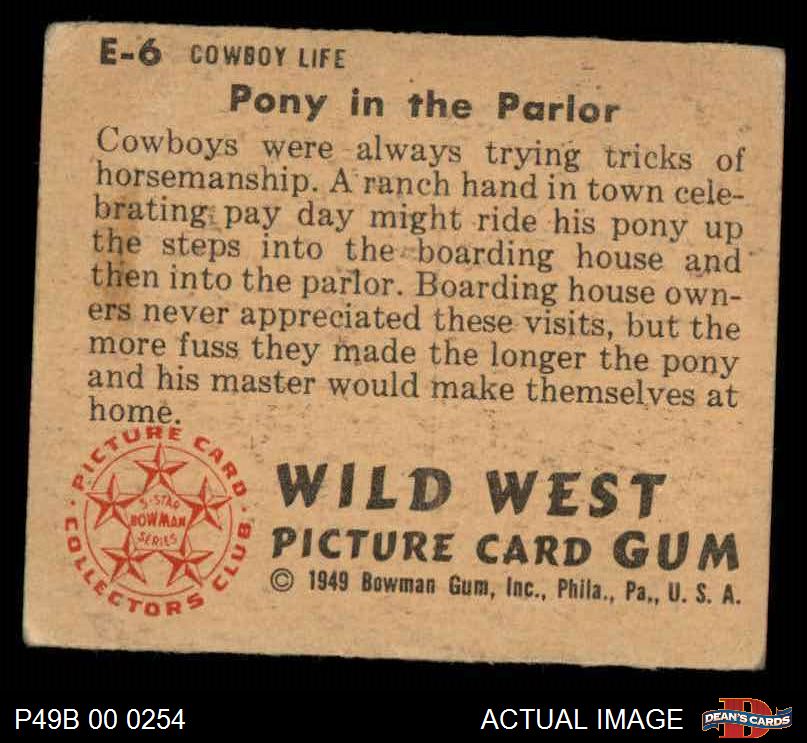 E-6 COWBOY LIFE
Pony in the Parlor
Cowboys were always trying tricks of
horsemanship. A ranch hand in town cele-
brating pay day might ride his pony up
the steps into the boarding house and
then into the parlor. Boarding house own-
ers never appreciated these visits, but the
more fuss they made the longer the pony
and his master would make themselves at
home.
PICTURE CARD
COLLECTORS CLUB
5-STAR
BOWMAN
SERIES
WILD WEST
PICTURE CARD GUM
© 1949 Bowman Gum, Inc., Phila., Pa., U. S. A.
P49B 00 0254
ACTUAL IMAGE
D
DEAN'S CARDS